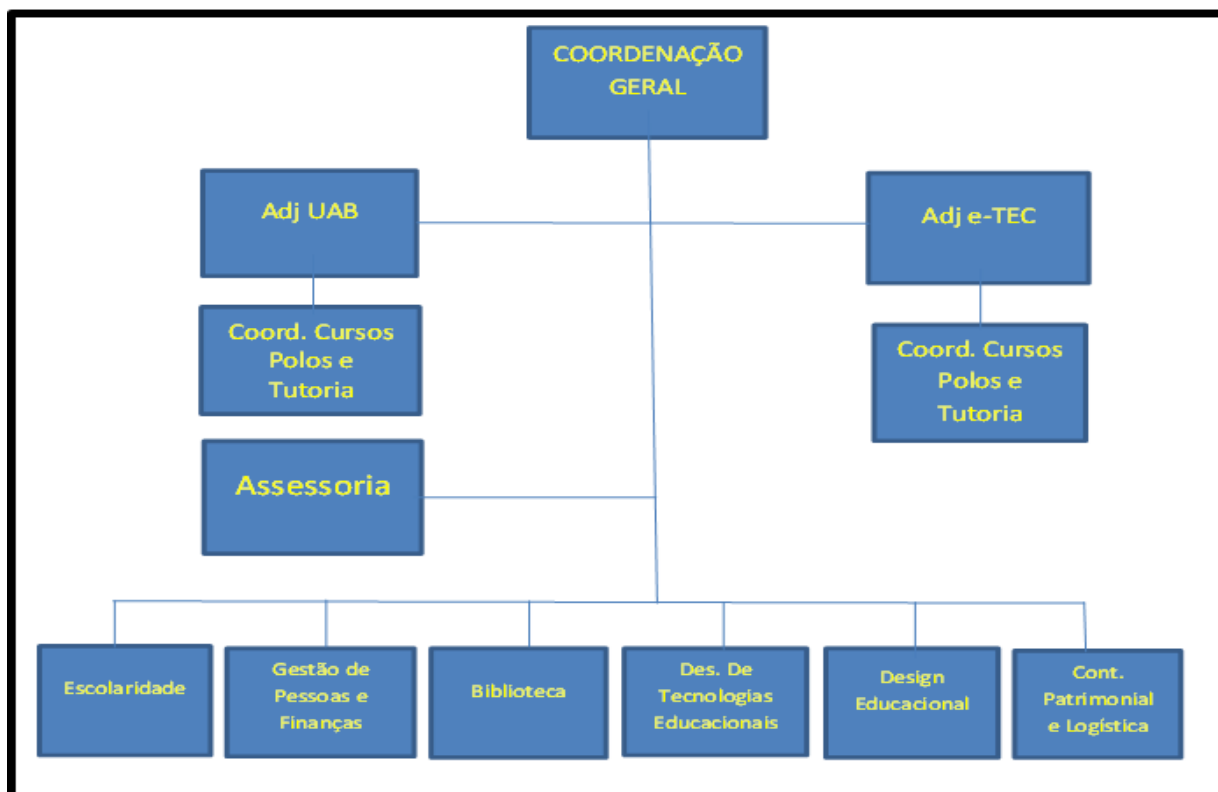 COORDENAÇÃO
GERAL
Adj UAB
Adj e-TEC
Coord. Cursos
Polos e
Tutoria
Coord. Cursos
Polos e
Tutoria
Assessoria
Escolaridade
Gestão de
Pessoas e
Finanças
Biblioteca
Des. De
Tecnologias
Educacionais
Design
Educacional
Cont.
Patrimonial
e Logística